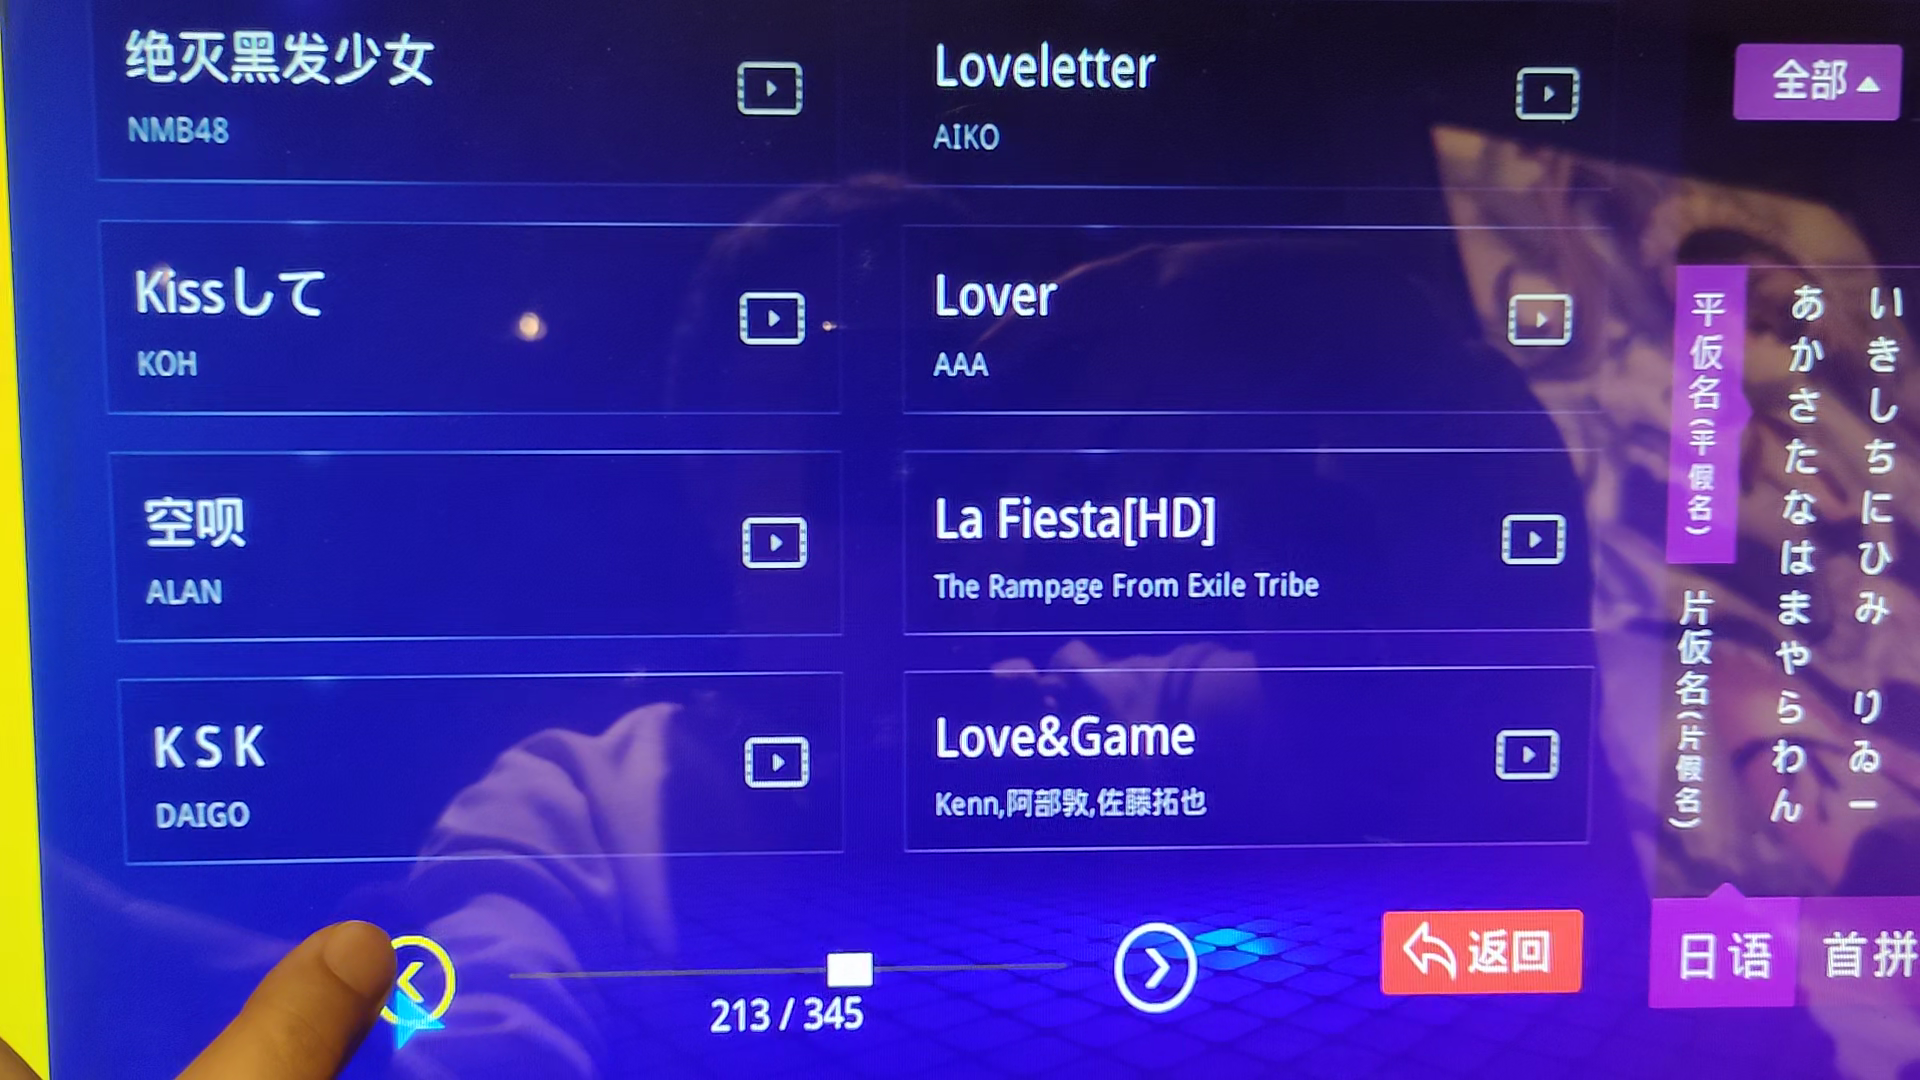 绝灭黑发少女
NMB48
Loveletter
AIKO
Kissして
KOH
Lover
AAA
空呗
ALAN
La Fiesta[HD]
The Rampage From Exile Tribe
K S K
DAIGO
Love&Game
Kenn,阿部敦,佐藤拓也
213 / 345
返回
全部
平仮名(平假名)
片仮名(片假名)
あかさたなはまやらわん
いきしちにひみ りゐー
日语
首拼